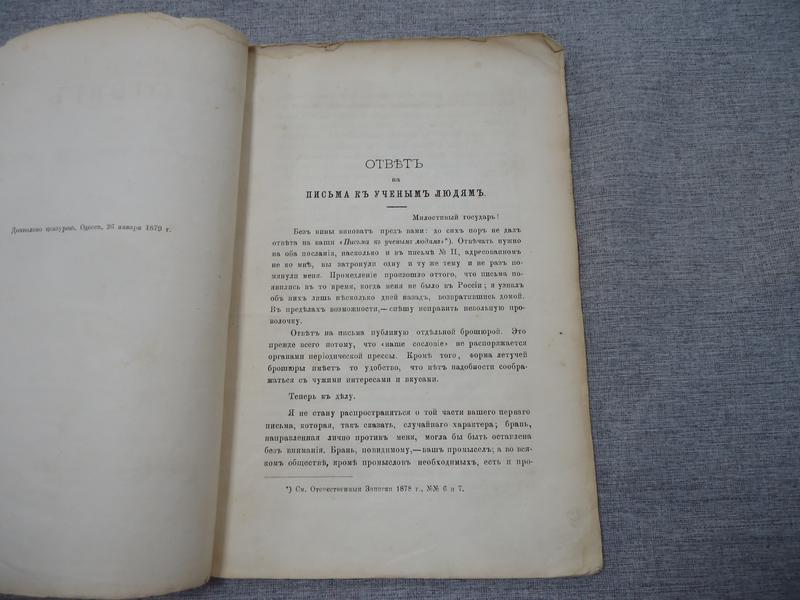 Дозволено цензурою. Одесса, 26 января 1879 г.
ОТВѢТЪ
на
ПИСЬМА КЪ УЧЕНЫМЪ ЛЮДЯМЪ.
Милостивый государь!
Безъ вины виноватъ предъ вами: до сихъ поръ не далъ
отвѣта на ваши «Письма къ ученымъ людямъ»*). Отвѣчать нужно
на оба посланія, насколько и въ письмѣ № II, адресованномъ
не ко мнѣ, вы затронули одну и ту же тему и не разъ по-
мянули меня. Промедленіе произошло оттого, что письма по-
явились въ то время, когда меня не было въ Россіи; я узналъ
объ нихъ лишь нѣсколько дней назадъ, возвратившись домой.
Въ предѣлахъ возможности,—спѣшу исправить невольную про-
волочку.
Отвѣтъ на письма публикую отдѣльной брошюрой. Это
прежде всего потому, что «наше сословіе» не распоряжается
органами періодической прессы. Кромѣ того, форма летучей
брошюры имѣетъ то удобство, что нѣтъ надобности сообра-
жаться съ чужими интересами и вкусами.
Теперь къ дѣлу.
Я не стану распространяться о той части вашего перваго
письма, которая, такъ сказать, случайнаго характера; брань,
направленная лично противъ меня, могла бы быть оставлена
безъ вниманія. Брань, повидимому,—вашъ промыселъ; а во вся-
комъ обществѣ, кромѣ промысловъ необходимыхъ, есть и про-
*) См. Отечественныя Записки 1878 г., №№ 6 и 7.